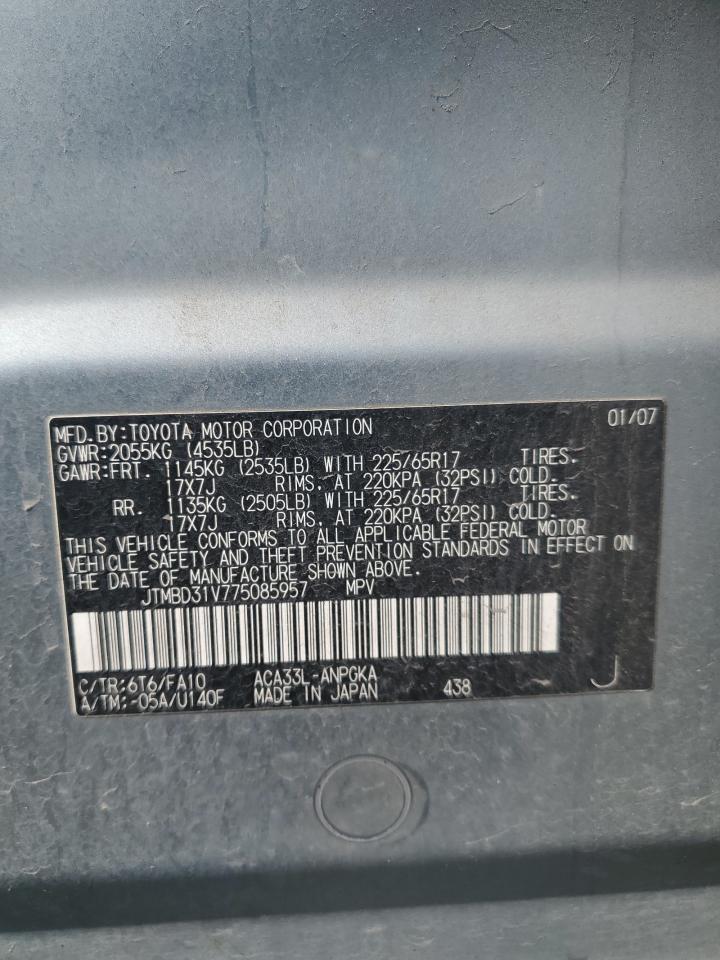 MFD.BY:TOYOTA MOTOR CORPORATION 01/07
GVWR:2055KG (4535LB)
GAWR:FRT. 1145KG (2535LB) WITH 225/65R17 TIRES.
17X7J RIMS. AT 220KPA (32PSI) COLD.
RR. 1135KG (2505LB) WITH 225/65R17 TIRES.
17X7J RIMS. AT 220KPA (32PSI) COLD.
THIS VEHICLE CONFORMS TO ALL APPLICABLE FEDERAL MOTOR
VEHICLE SAFETY AND THEFT PREVENTION STANDARDS IN EFFECT ON
THE DATE OF MANUFACTURE SHOWN ABOVE.
JTMBD31V775085957 MPV
C/TR:6T6/FA10 ACA33L-ANPGKA
A/TM:-05A/U140F MADE IN JAPAN 438 J